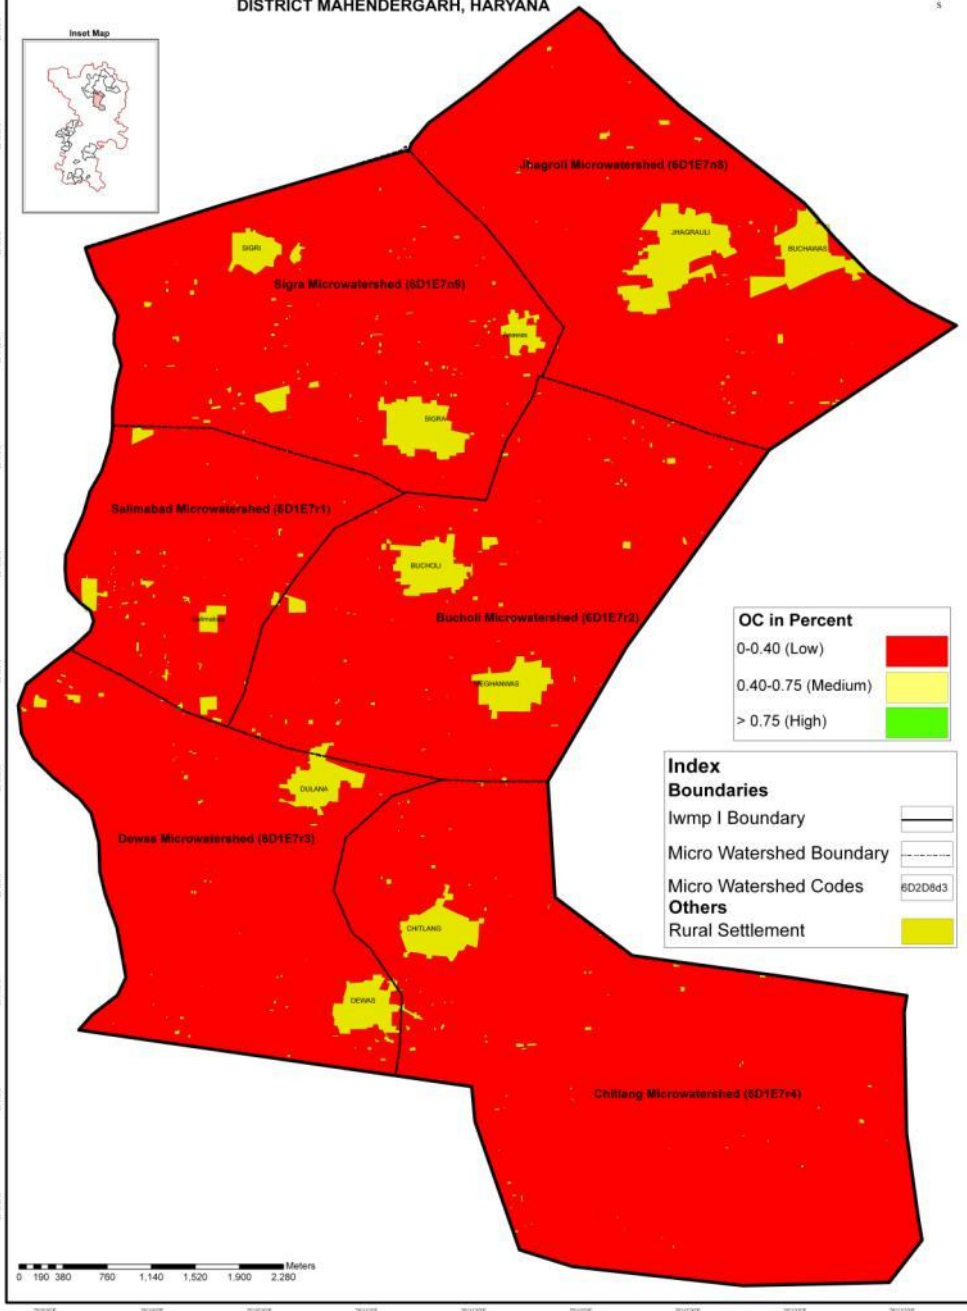 DISTRICT MAHENDERGARH, HARYANA
S
Inset Map
Jhagroli Microwatershed (6D1E7n8)
JHAGRAULI
BUCHAWAS
SIGRI
Sigra Microwatershed (6D1E7n9)
SIGRA
Salimabad Microwatershed (6D1E7r1)
BUCHOLI
Salimabad
Bucholi Microwatershed (6D1E7r2)
MEGHANWAS
OC in Percent
0-0.40 (Low)
0.40-0.75 (Medium)
> 0.75 (High)
Index
Boundaries
Iwmp I Boundary
Micro Watershed Boundary
Micro Watershed Codes 6D2D8d3
Others
Rural Settlement
DULANA
Dewas Microwatershed (6D1E7r3)
CHITLANG
DEWAS
Chitlang Microwatershed (6D1E7r4)
Meters
0 190 380 760 1,140 1,520 1,900 2,280